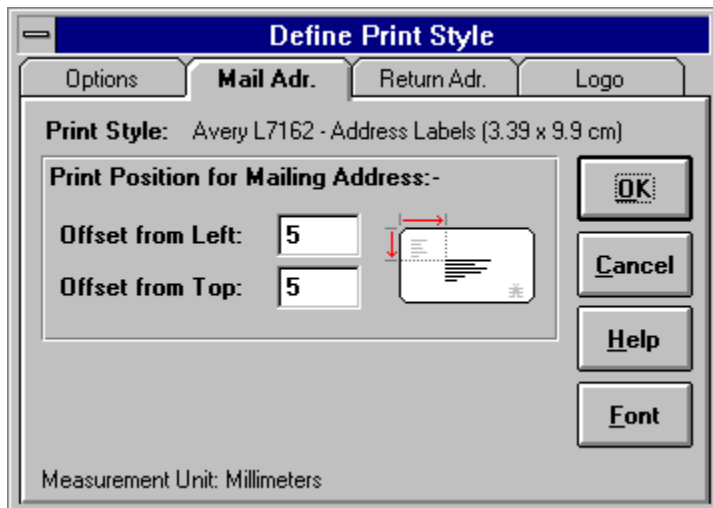 Define Print Style
Options Mail Adr. Return Adr. Logo
Print Style: Avery L7162 - Address Labels (3.39 x 9.9 cm)
Print Position for Mailing Address:-
OK
Offset from Left: 5
Cancel
Offset from Top: 5
Help
Font
Measurement Unit: Millimeters